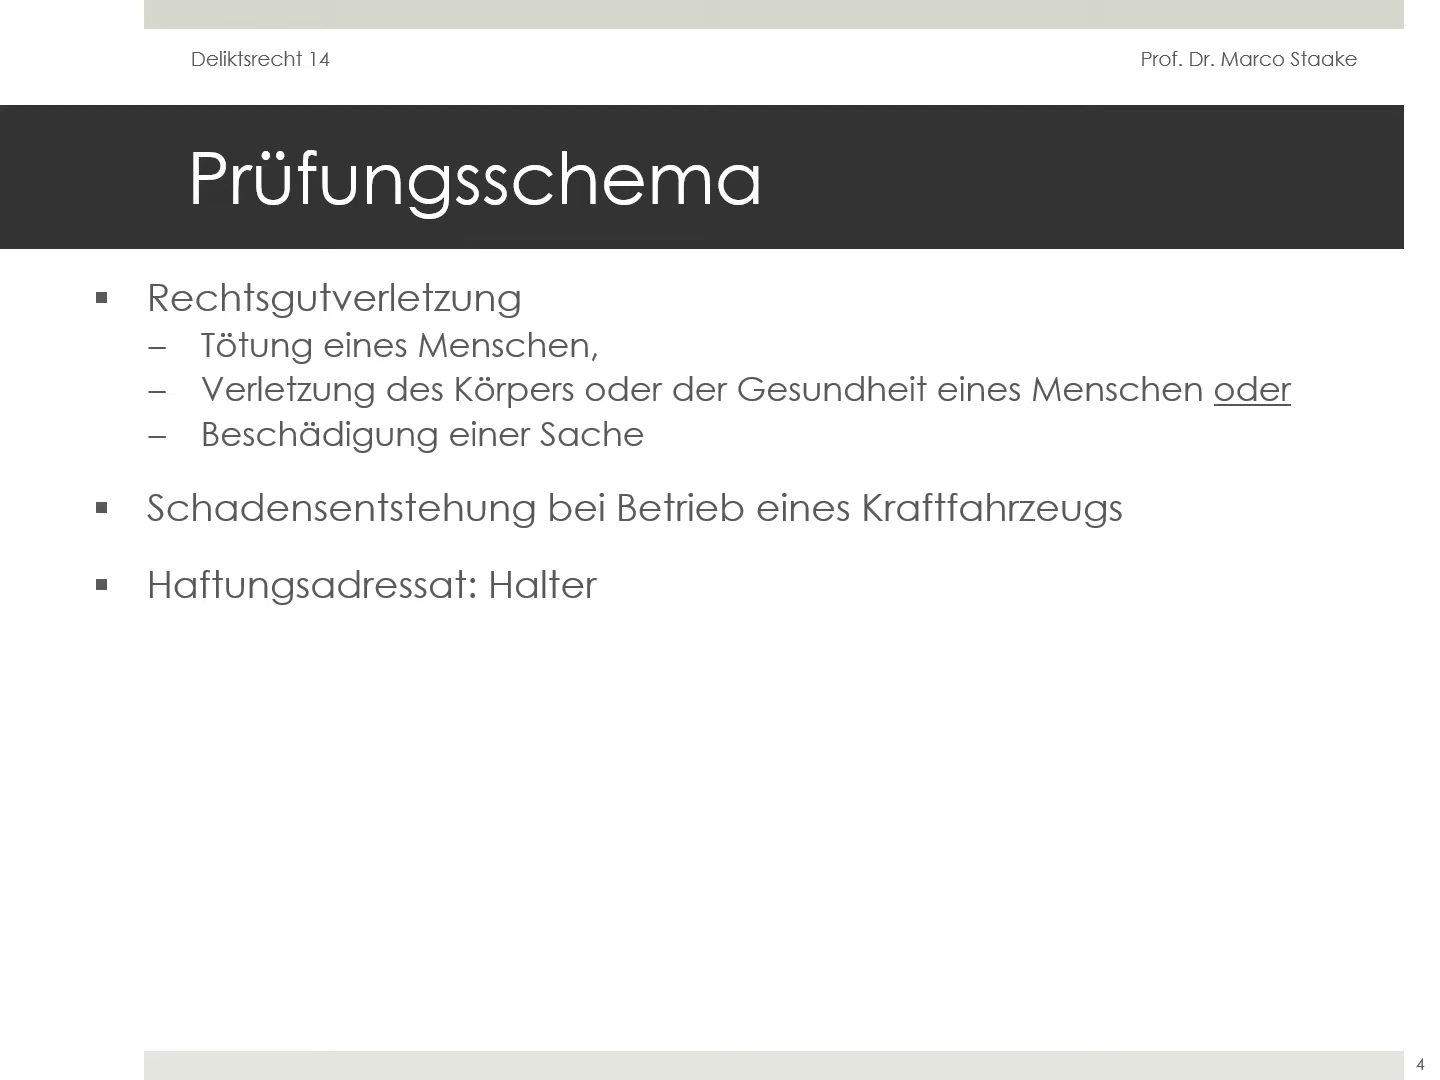 Deliktsrecht 14
Prof. Dr. Marco Staake
Prüfungsschema
▪ Rechtsgutverletzung
– Tötung eines Menschen,
– Verletzung des Körpers oder der Gesundheit eines Menschen oder
– Beschädigung einer Sache
▪ Schadensentstehung bei Betrieb eines Kraftfahrzeugs
▪ Haftungsadressat: Halter
4